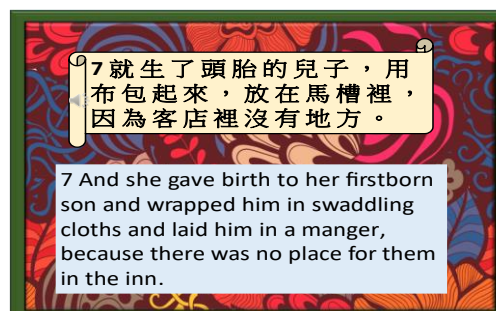 7就生了頭胎的兒子，用
布包起來，放在馬槽裡，
因為客店裡沒有地方。
7 And she gave birth to her firstborn
son and wrapped him in swaddling
cloths and laid him in a manger,
because there was no place for them
in the inn.